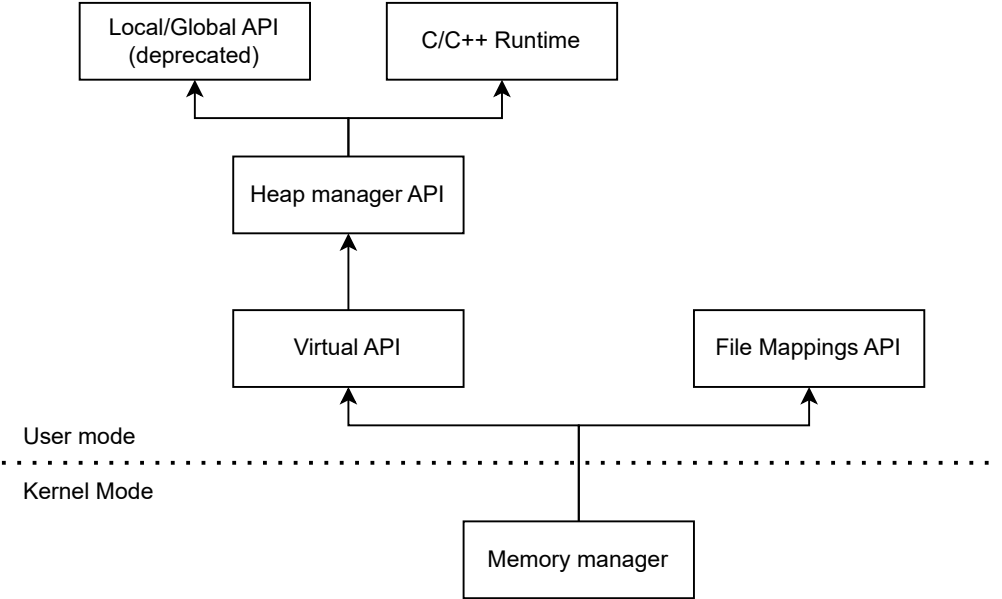 Local/Global API
(deprecated)
C/C++ Runtime
Heap manager API
Virtual API
File Mappings API
User mode
Kernel Mode
Memory manager